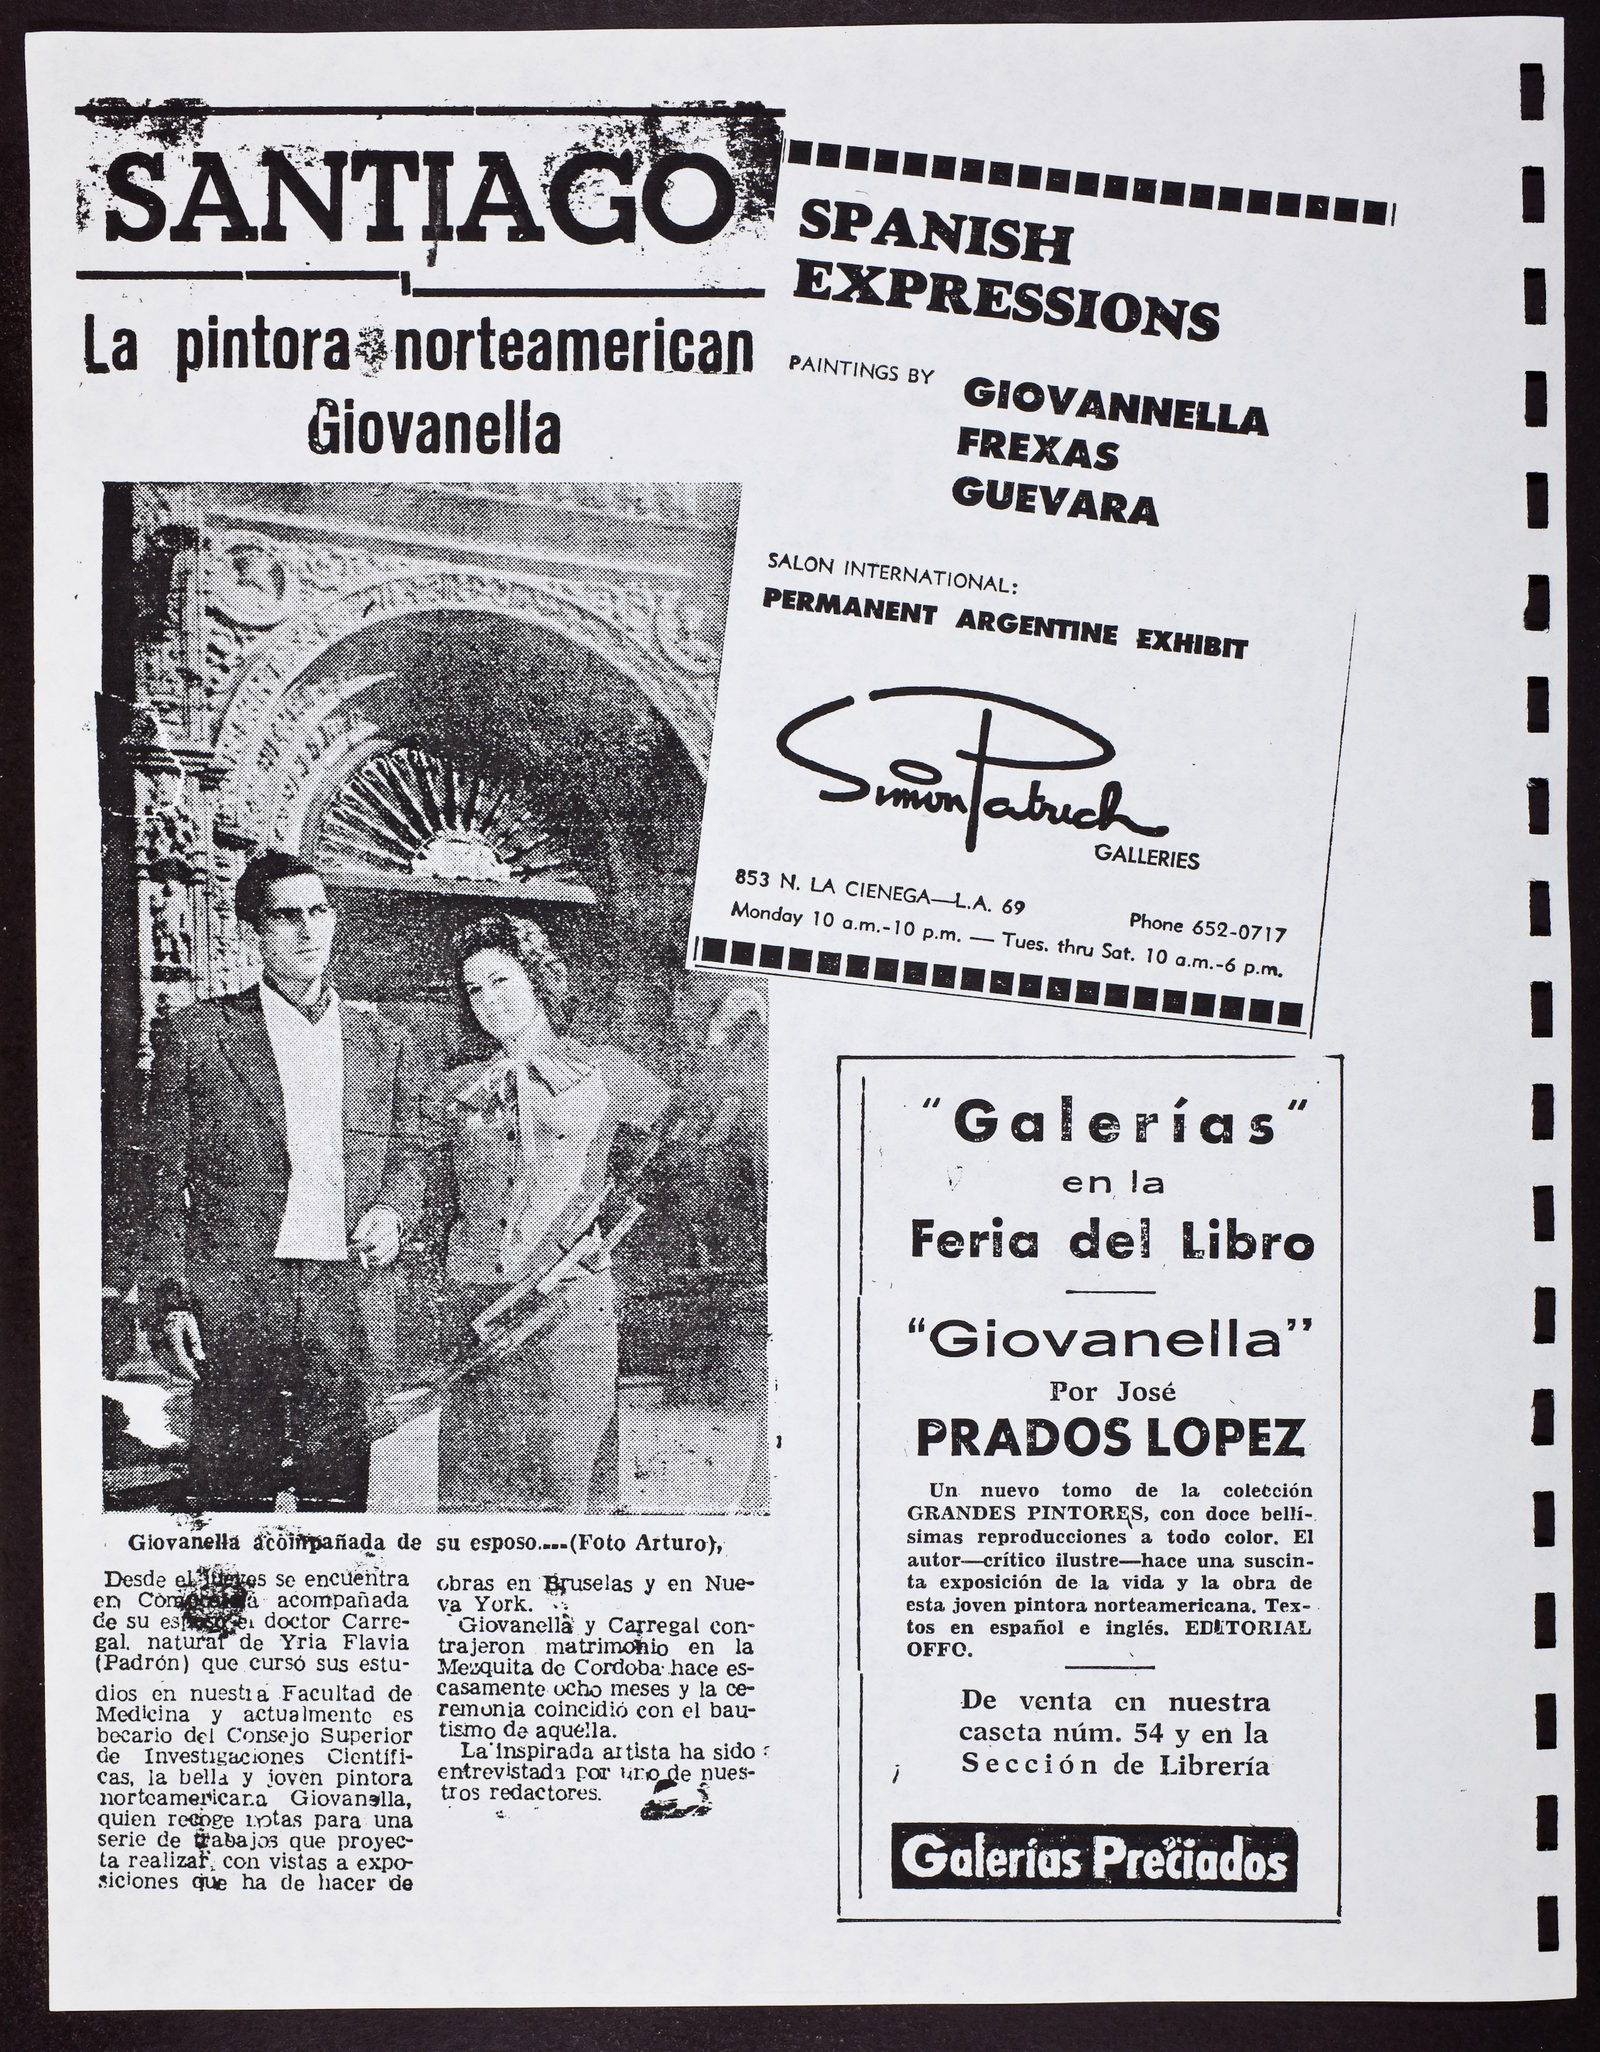 SANTIAGO
La pintora norteamerican
Giovanella
Giovanella acompañada de su esposo.---(Foto Arturo),
Desde el jueves se encuentra
en Compostela acompañada
de su esposo el doctor Carre-
gal, natural de Yria Flavia
(Padrón) que cursó sus estu-
dios en nuestra Facultad de
Medicina y actualmente es
becario del Consejo Superior
de Investigaciones Científi-
cas, la bella y joven pintora
norteamericana Giovanella,
quien recoge notas para una
serie de trabajos que proyec-
ta realizar, con vistas a expo-
siciones que ha de hacer de
obras en Bruselas y en Nue-
va York.
Giovanella y Carregal con-
trajeron matrimonio en la
Mezquita de Cordoba hace es-
casamente ocho meses y la ce-
remonia coincidió con el bau-
tismo de aquella.
La inspirada artista ha sido
entrevistada por uno de nues-
tros redactores.
SPANISH
EXPRESSIONS
PAINTINGS BY GIOVANNELLA
FREXAS
GUEVARA
SALON INTERNATIONAL:
PERMANENT ARGENTINE EXHIBIT
Simon Patrich
GALLERIES
853 N. LA CIENEGA—L.A. 69 Phone 652-0717
Monday 10 a.m.-10 p.m. — Tues. thru Sat. 10 a.m.-6 p.m.
"Galerías"
en la
Feria del Libro
"Giovanella"
Por José
PRADOS LOPEZ
Un nuevo tomo de la colección
GRANDES PINTORES, con doce bellí-
simas reproducciones a todo color. El
autor—crítico ilustre—hace una suscin-
ta exposición de la vida y la obra de
esta joven pintora norteamericana. Tex-
tos en español e inglés. EDITORIAL
OFFO.
De venta en nuestra
caseta núm. 54 y en la
Sección de Librería
Galerías Preciados